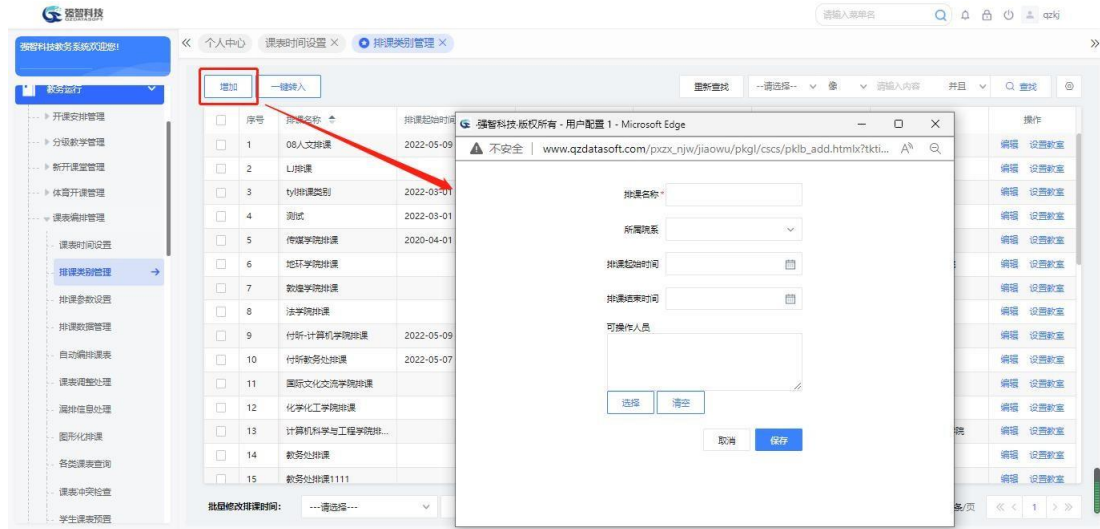 强智科技
QZDATASOFT
请输入菜单名
qzkj
强智科技教务系统欢迎您!
个人中心 课表时间设置 × 排课类别管理 ×
教务运行
开课安排管理
分级教学管理
新开课堂管理
体育开课管理
课表编排管理
课表时间设置
排课类别管理
排课参数设置
排课数据管理
自动编排课表
课表调整处理
漏排信息处理
图形化排课
各类课表查询
课表冲突检查
学生课表预置
增加 一键转入 重新查找 --请选择-- 像 请输入内容 并且 查找
序号 排课名称 排课起始时间 操作
1 08人文排课 2022-05-09 编辑 设置教室
2 LJ排课 编辑 设置教室
3 tyl排课类别 2022-03-01 编辑 设置教室
4 测试 2022-03-01 编辑 设置教室
5 传媒学院排课 2020-04-01 编辑 设置教室
6 地环学院排课 编辑 设置教室
7 敦煌学院排课 编辑 设置教室
8 法学院排课 编辑 设置教室
9 付昕-计算机学院排课 2022-05-09 编辑 设置教室
10 付昕教务处排课 2022-05-07 编辑 设置教室
11 国际文化交流学院排课 编辑 设置教室
12 化学化工学院排课 编辑 设置教室
13 计算机科学与工程学院排... 院 编辑 设置教室
14 教务处排课 编辑 设置教室
15 教务处排课1111 编辑 设置教室
批量修改排课时间: ---请选择--- 条/页 1
强智科技·版权所有 - 用户配置 1 - Microsoft Edge
不安全 | www.qzdatasoft.com/pxzx_njw/jiaowu/pkgl/cscs/pklb_add.htmlx?tkti...
排课名称*
所属院系
排课起始时间
排课结束时间
可操作人员
选择 清空
取消 保存